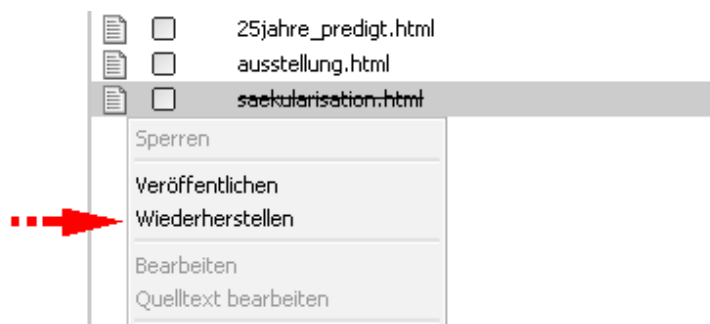 25jahre_predigt.html
ausstellung.html
saekularisation.html
Sperren
Veröffentlichen
Wiederherstellen
Bearbeiten
Quelltext bearbeiten